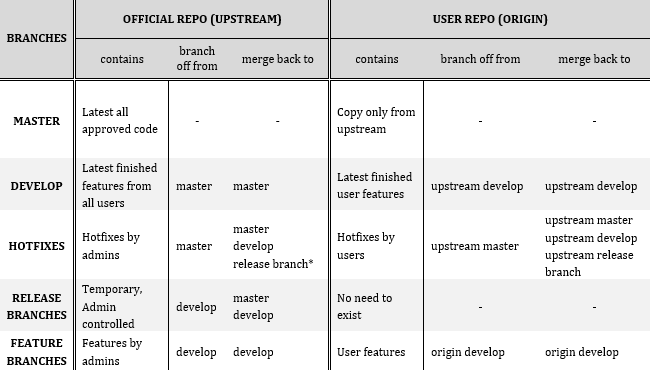 BRANCHES
OFFICIAL REPO (UPSTREAM)
USER REPO (ORIGIN)
contains
branch
off from
merge back to
contains
branch off from
merge back to
MASTER
Latest all
approved code
-
-
Copy only from
upstream
-
-
DEVELOP
Latest finished
features from
all users
master
master
Latest finished
user features
upstream develop
upstream develop
HOTFIXES
Hotfixes by
admins
master
master
develop
release branch*
Hotfixes by
users
upstream master
upstream master
upstream develop
upstream release
branch
RELEASE
BRANCHES
Temporary,
Admin
controlled
develop
master
develop
No need to
exist
-
-
FEATURE
BRANCHES
Features by
admins
develop
develop
User features
origin develop
origin develop